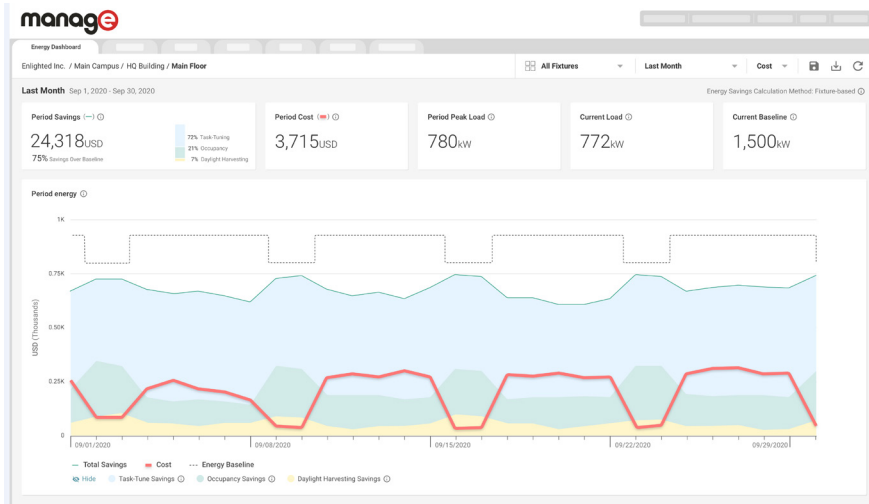 manage
Energy Dashboard
Enlighted Inc. / Main Campus / HQ Building / Main Floor
All Fixtures
Last Month
Cost
Last Month Sep 1, 2020 - Sep 30, 2020
Energy Savings Calculation Method: Fixture-based
Period Savings
24,318USD
75% Savings Over Baseline
72% Task-Tuning
21% Occupancy
7% Daylight Harvesting
Period Cost
3,715USD
Period Peak Load
780kW
Current Load
772kW
Current Baseline
1,500kW
Period energy
USD (Thousands)
1K
0.75K
0.50K
0.25K
0
09/01/2020
09/08/2020
09/15/2020
09/22/2020
09/29/2020
Total Savings
Cost
Energy Baseline
Hide
Task-Tune Savings
Occupancy Savings
Daylight Harvesting Savings